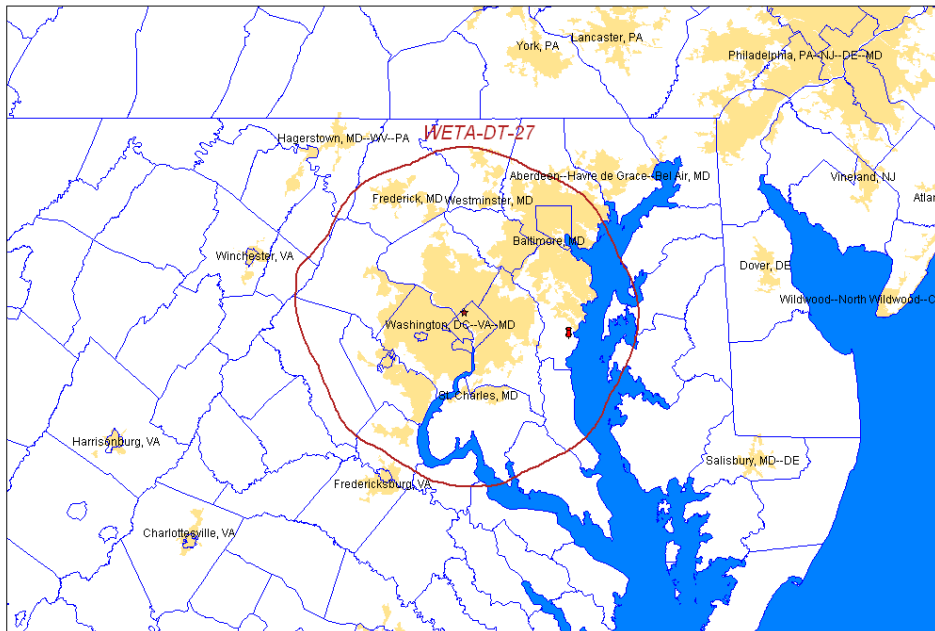 York, PA
Lancaster, PA
Philadelphia, PA--NJ--DE--MD
WETA-DT-27
Hagerstown, MD--WV--PA
Aberdeen--Havre de Grace--Bel Air, MD
Vineland, NJ
Frederick, MD
Westminster, MD
Atlan
Baltimore, MD
Winchester, VA
Dover, DE
Wildwood--North Wildwood--C
Washington, DC--VA--MD
St. Charles, MD
Harrisonburg, VA
Salisbury, MD--DE
Fredericksburg, VA
Charlottesville, VA